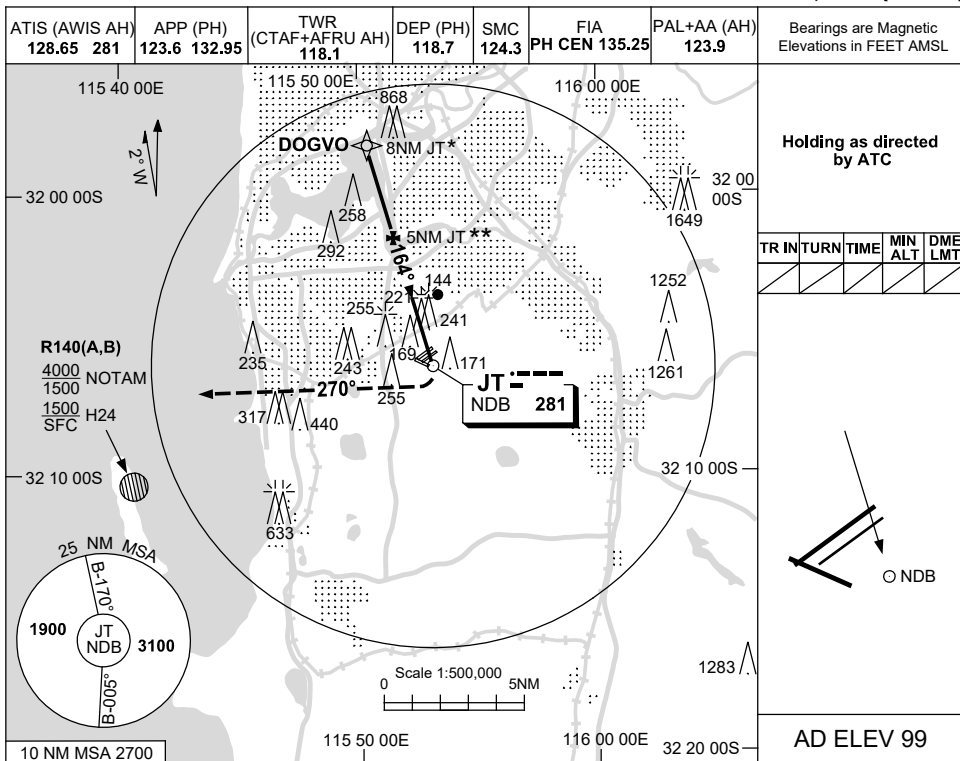 ATIS (AWIS AH)
128.65 281
APP (PH)
123.6 132.95
TWR
(CTAF+AFRU AH)
118.1
DEP (PH)
118.7
SMC
124.3
FIA
PH CEN 135.25
PAL+AA (AH)
123.9
Bearings are Magnetic
Elevations in FEET AMSL
115 40 00E
115 50 00E
116 00 00E
2° W
868
DOGVO
8NM JT*
Holding as directed
by ATC
32 00 00S
32 00
00S
1649
258
292
5NM JT**
164°
TR IN
TURN
TIME
MIN
ALT
DME
LMT
144
221
241
255
1252
235
243
169
171
1261
R140(A,B)
4000
1500
NOTAM
1500
SFC
H24
270°
255
JT
NDB 281
317
440
32 10 00S
32 10 00S
633
25 NM MSA
B-170°
1900
JT
NDB
3100
B-005°
NDB
1283
Scale 1:500,000
0
5NM
115 50 00E
116 00 00E
32 20 00S
10 NM MSA 2700
AD ELEV 99